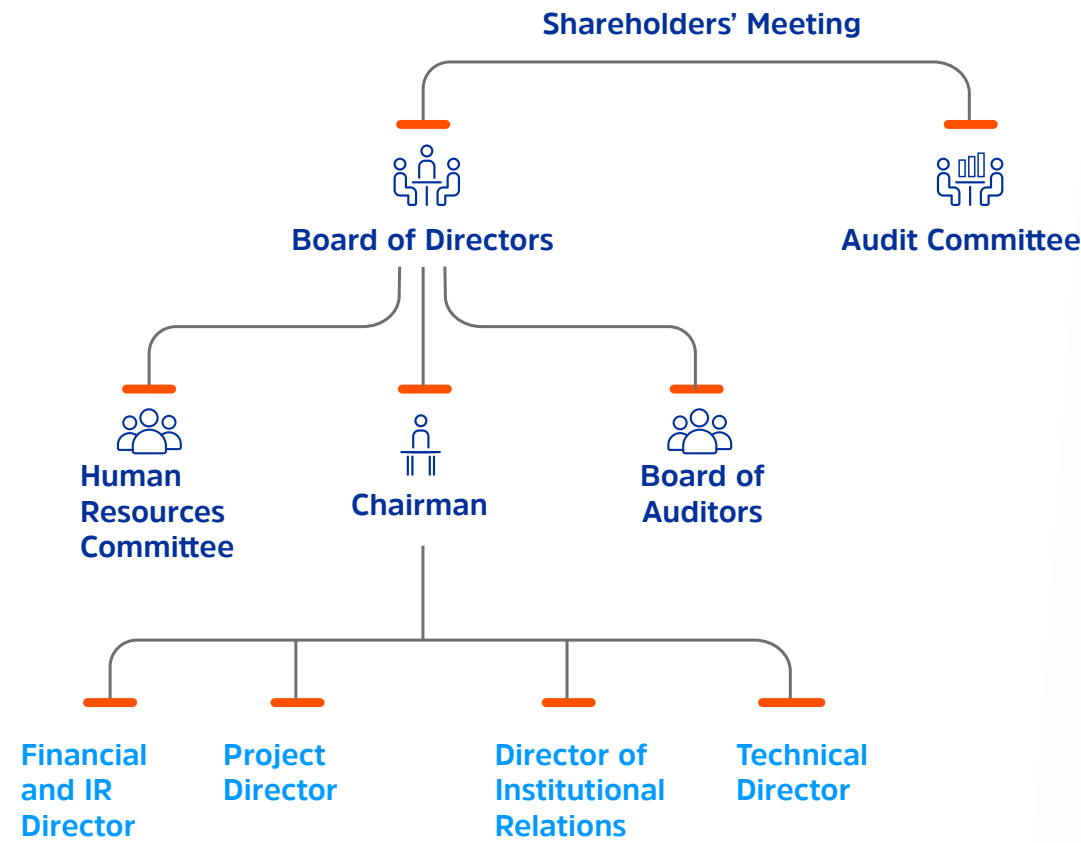 Shareholders’ Meeting
Board of Directors
Audit Committee
Human
Resources
Committee
Chairman
Board of
Auditors
Financial
and IR
Director
Project
Director
Director of
Institutional
Relations
Technical
Director